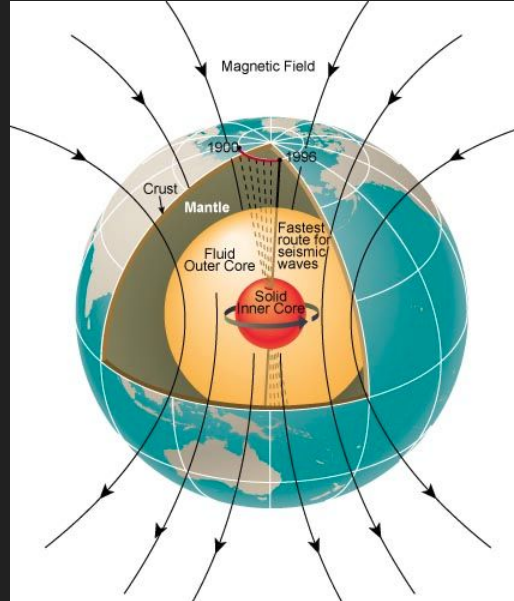 Magnetic Field
1900
1996
Crust
Mantle
Fastest
route for
seismic
waves
Fluid
Outer Core
Solid
Inner Core